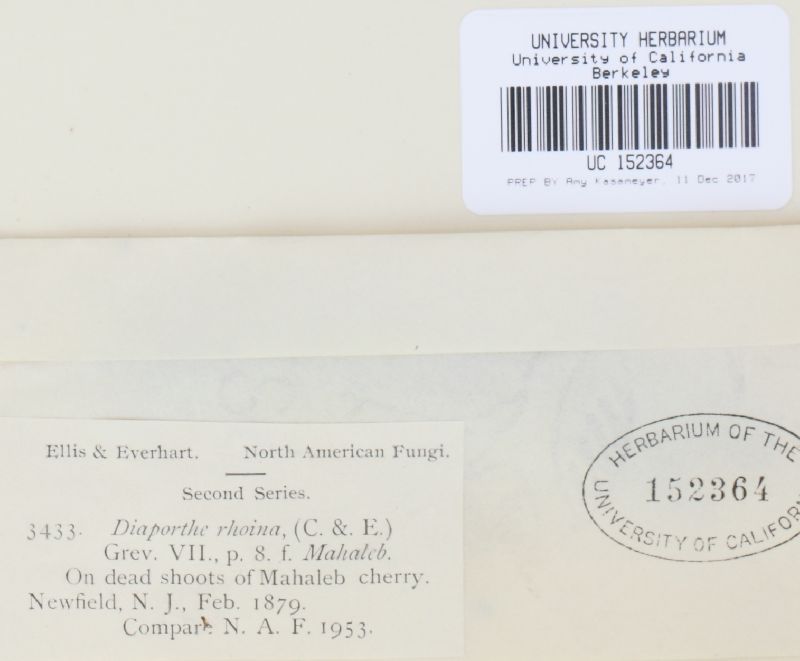 UNIVERSITY HERBARIUM
University of California
Berkeley
UC 152364
PREP BY Amy Kasameyer, 11 Dec 2017
Ellis & Everhart. North American Fungi.
Second Series.
3433. Diaporthe rhoina, (C. & E.)
Grev. VII., p. 8. f. Mahaleb.
On dead shoots of Mahaleb cherry.
Newfield, N. J., Feb. 1879.
Compare N. A. F. 1953.
HERBARIUM OF THE
152364
UNIVERSITY OF CALIFOR